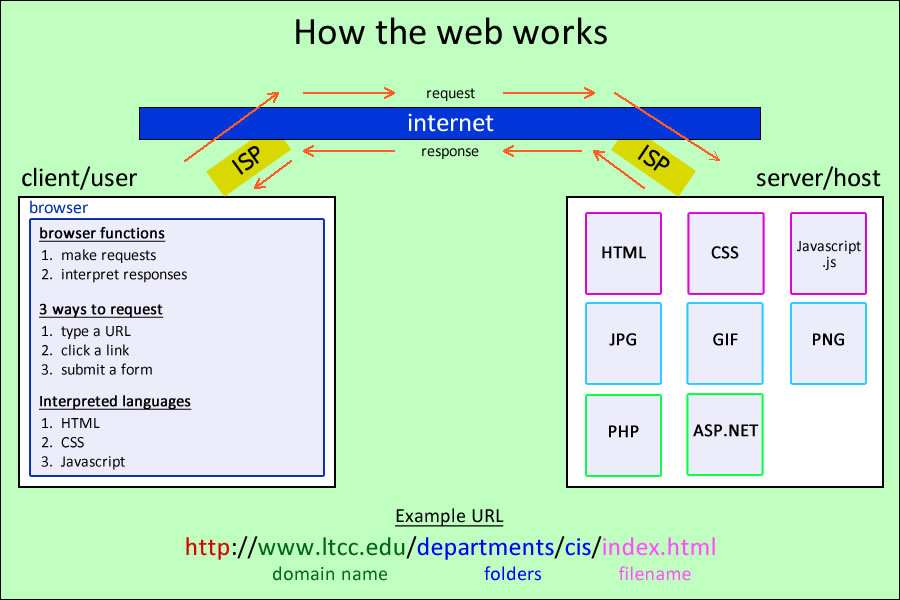 How the web works
request
internet
ISP
response
ISP
client/user
server/host
browser
browser functions
1. make requests
2. interpret responses
3 ways to request
1. type a URL
2. click a link
3. submit a form
Interpreted languages
1. HTML
2. CSS
3. Javascript
HTML
CSS
Javascript
.js
JPG
GIF
PNG
PHP
ASP.NET
Example URL
http://www.ltcc.edu/departments/cis/index.html
domain name
folders
filename